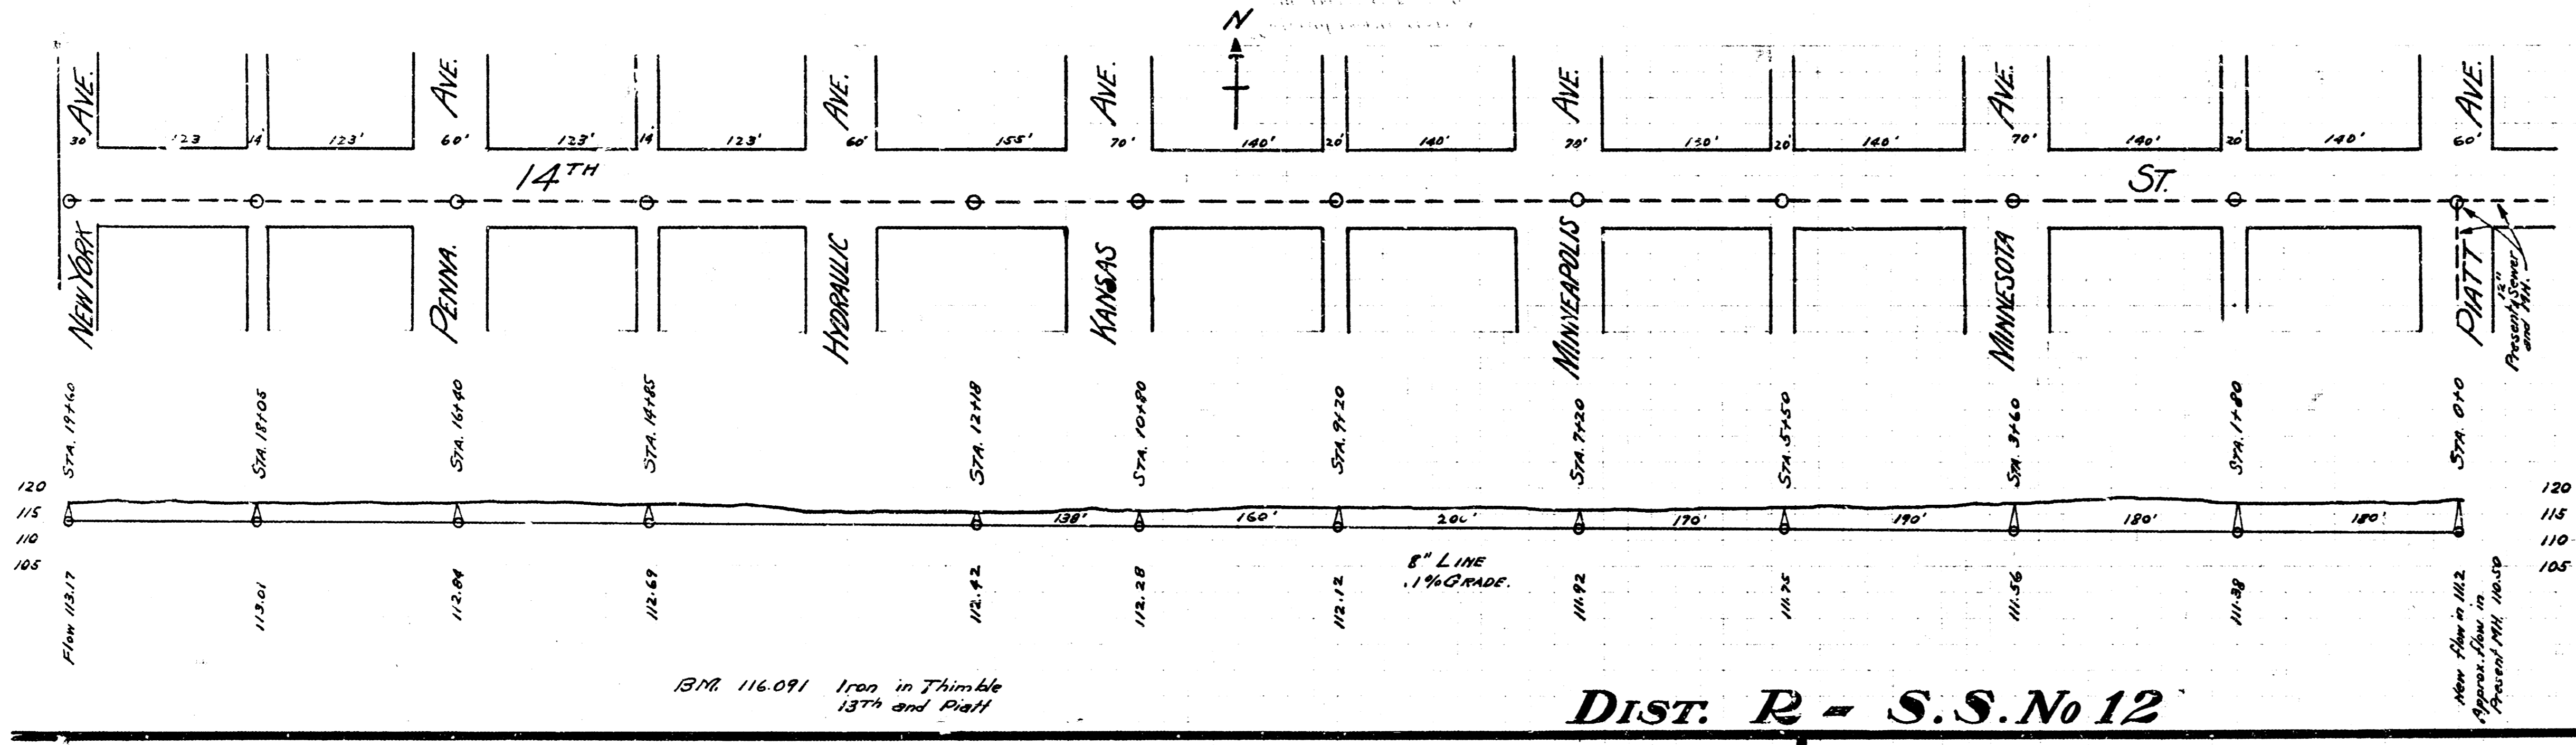 N
AVE.
AVE.
AVE.
AVE.
AVE.
AVE.
AVE.
30' 123 14' 123' 60' 123' 14' 123' 60' 155' 70' 140' 20' 140' 70' 130' 20' 140' 70' 140' 20' 140' 60'
14TH ST.
NEW YORK
PENNA.
HYDRAULIC
KANSAS
MINNEAPOLIS
MINNESOTA
PIATT
12"
Present Sewer
and MH.
STA. 19+60
STA. 18+05
STA. 16+40
STA. 14+85
STA. 12+18
STA. 10+80
STA. 9+20
STA. 7+20
STA. 5+50
STA. 3+60
STA. 1+80
STA. 0+0
120 120
115 138' 160' 200' 170' 190' 180' 180' 115
110 110
105 105
8" LINE
.1% GRADE.
Flow 113.17
113.01
112.84
112.69
112.42
112.28
112.12
111.92
111.75
111.56
111.38
New flow in 111.2
Approx. flow in
Present MH. 110.50
BM. 116.091 Iron in Thimble
13Th and Piatt
DIST. R - S.S. No 12